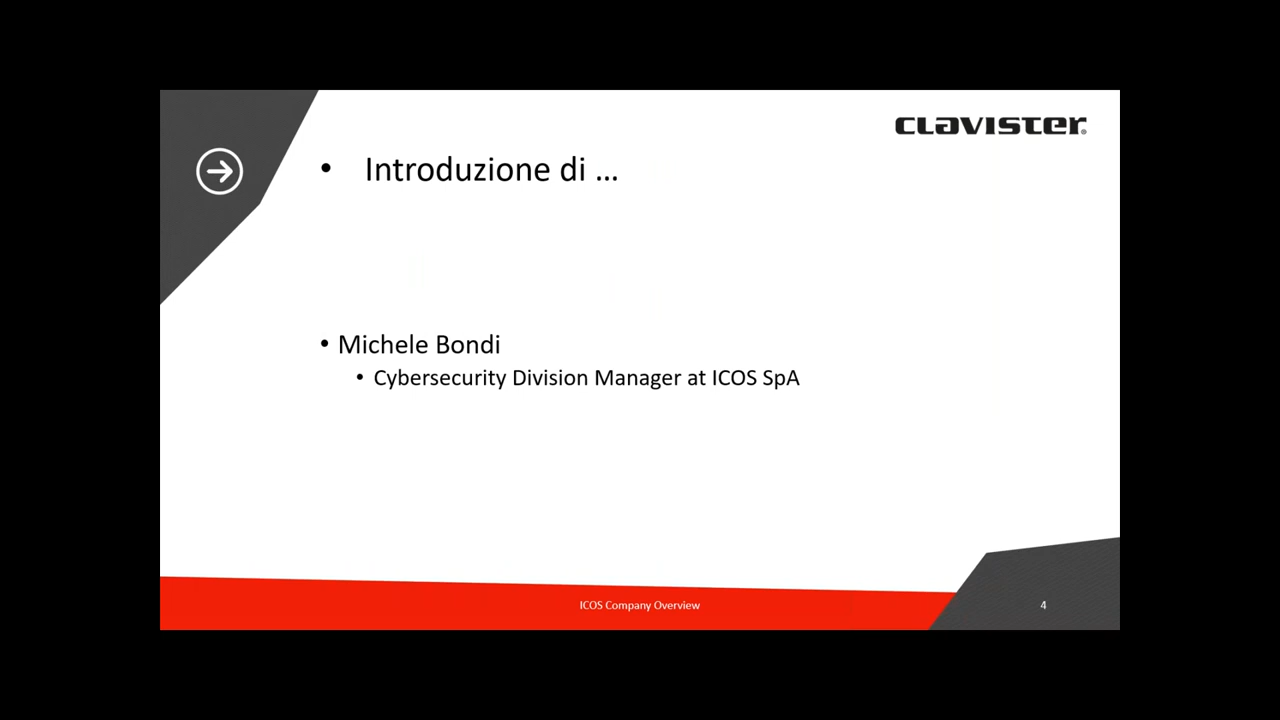 CLAVISTER®
• Introduzione di ...
• Michele Bondi
• Cybersecurity Division Manager at ICOS SpA
ICOS Company Overview
4